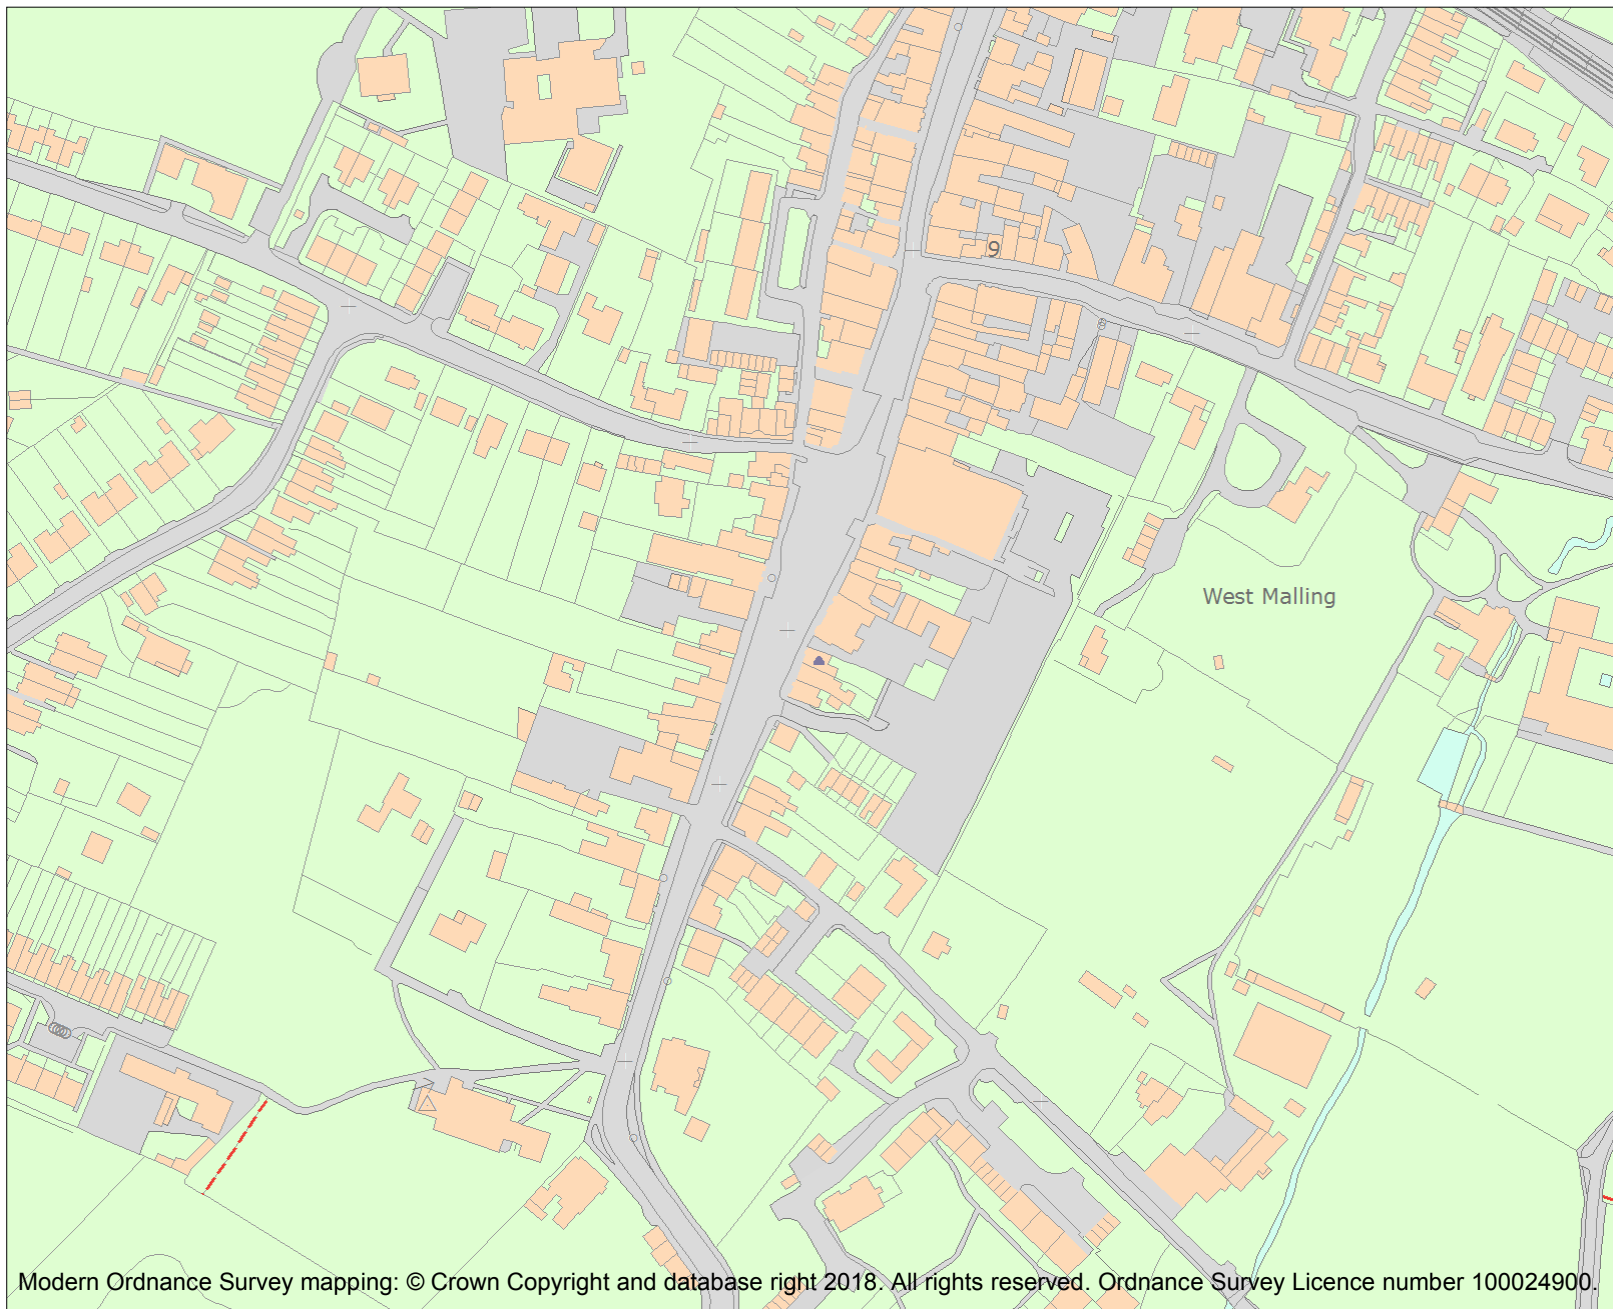 9
West Malling
Modern Ordnance Survey mapping: © Crown Copyright and database right 2018. All rights reserved. Ordnance Survey Licence number 100024900.